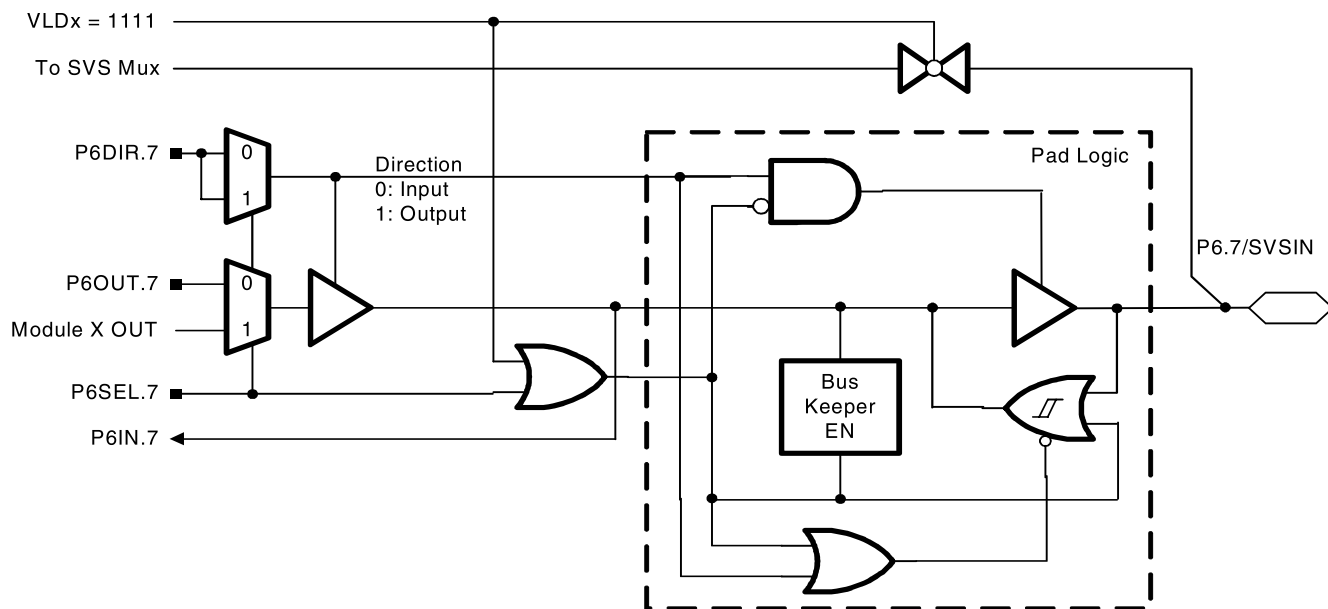 VLDx = 1111
To SVS Mux
P6DIR.7
0
1
Direction
0: Input
1: Output
Pad Logic
P6.7/SVSIN
P6OUT.7
0
Module X OUT
1
P6SEL.7
P6IN.7
Bus
Keeper
EN